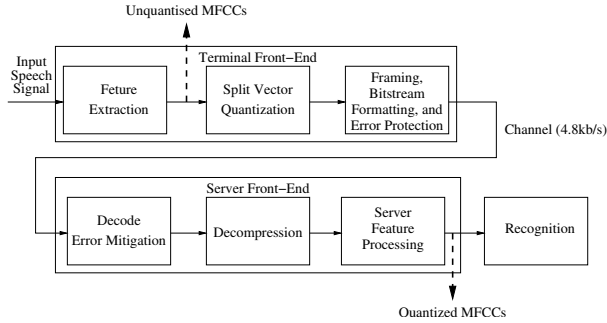 Unquantised MFCCs
Input
Speech
Signal
Terminal Front−End
Feture
Extraction
Split Vector
Quantization
Framing,
Bitstream
Formatting, and
Error Protection
Channel (4.8kb/s)
Server Front−End
Decode
Error Mitigation
Decompression
Server
Feature
Processing
Recognition
Quantized MFCCs